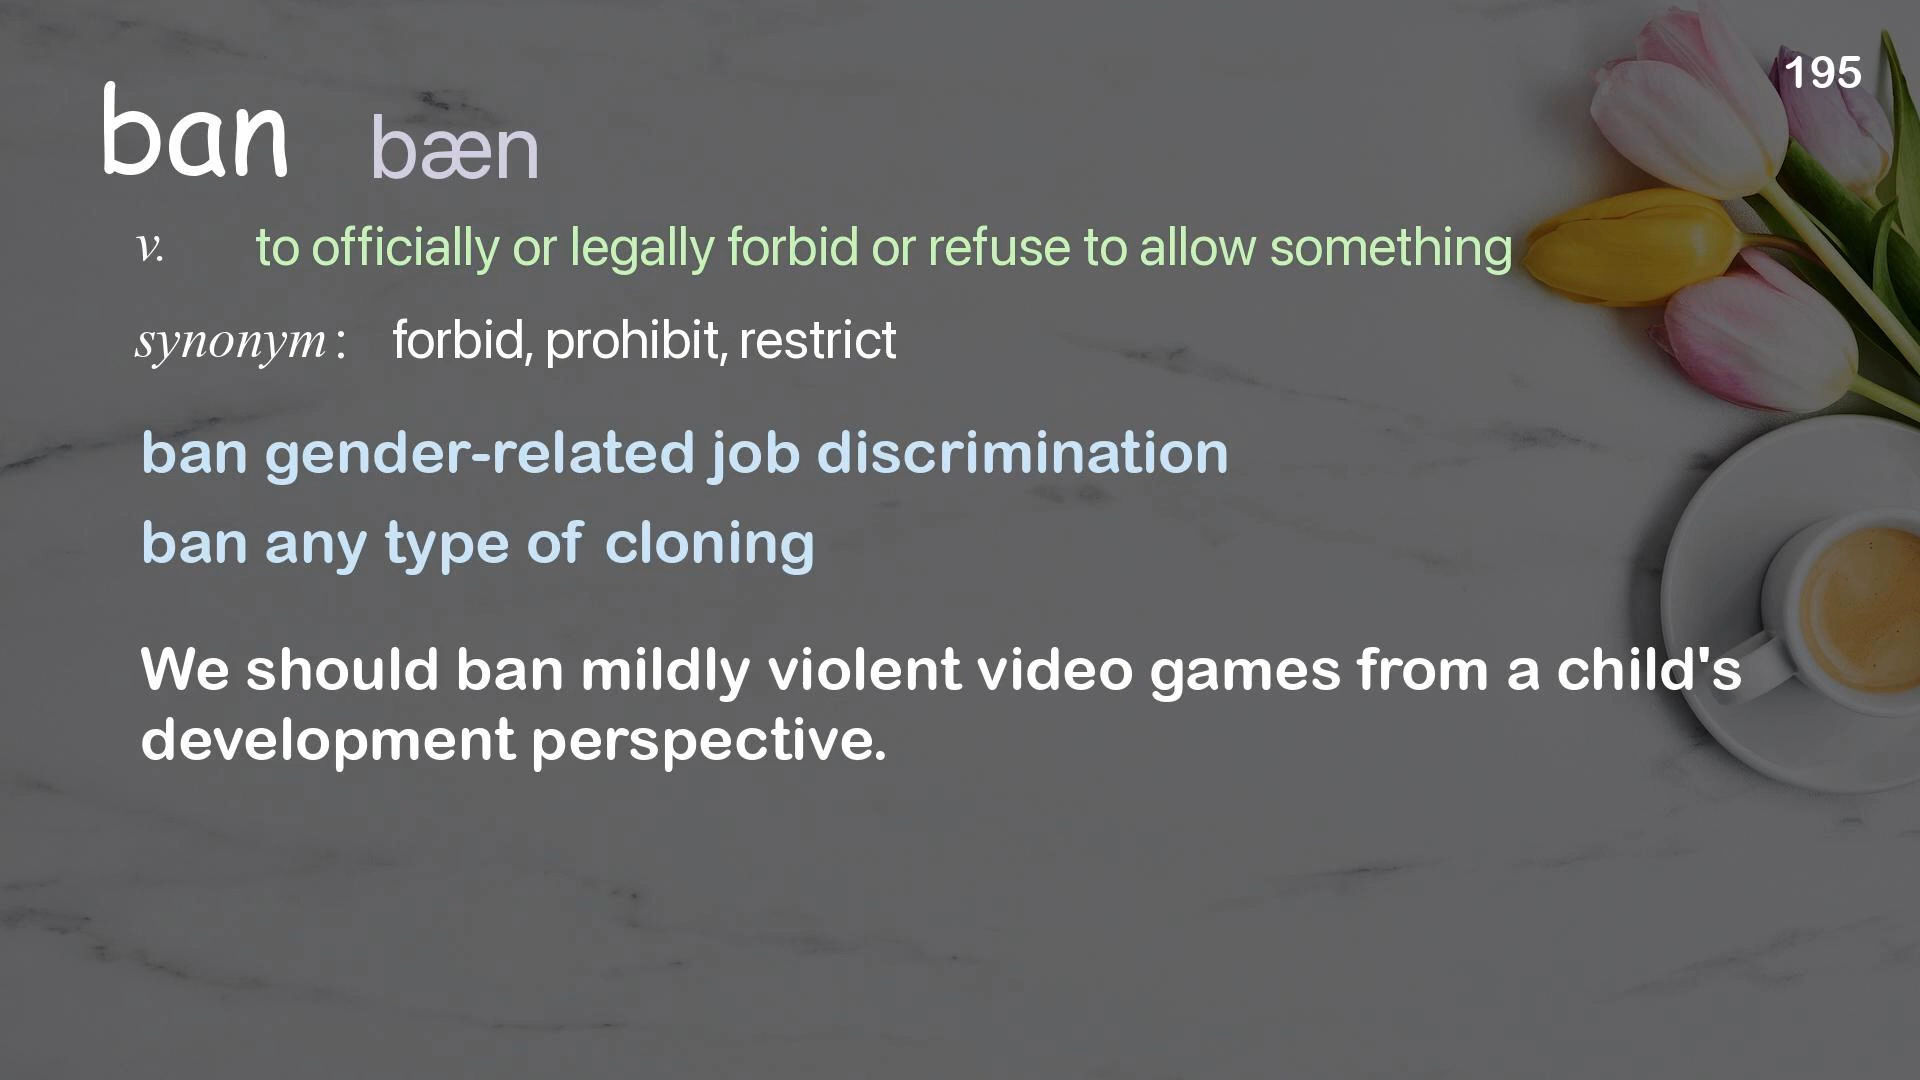 195
ban bæn
v. to officially or legally forbid or refuse to allow something
synonym: forbid, prohibit, restrict
ban gender-related job discrimination
ban any type of cloning
We should ban mildly violent video games from a child's
development perspective.